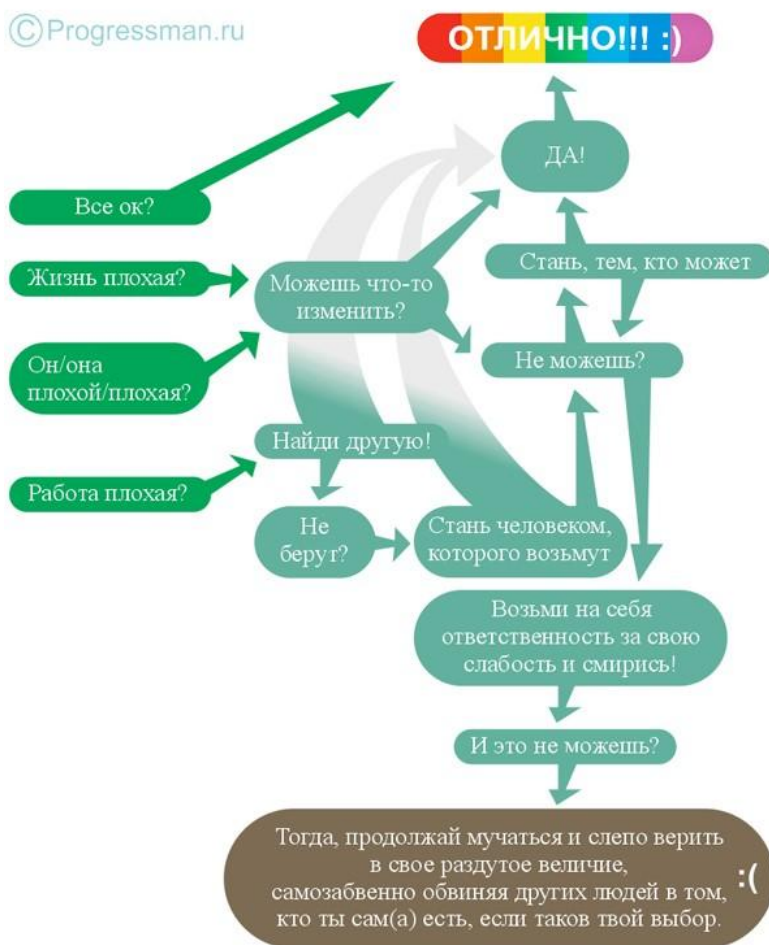 ©Progressman.ru
ОТЛИЧНО!!! :)
ДА!
Все ок?
Стань, тем, кто может
Жизнь плохая?
Можешь что-то
изменить?
Не можешь?
Он/она
плохой/плохая?
Найди другую!
Работа плохая?
Не
берут?
Стань человеком,
которого возьмут
Возьми на себя
ответственность за свою
слабость и смирись!
И это не можешь?
Тогда, продолжай мучаться и слепо верить
в свое раздутое величие,
самозабвенно обвиняя других людей в том,
кто ты сам(а) есть, если таков твой выбор.
:(